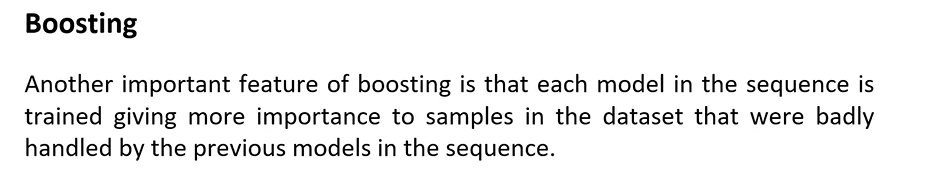 Boosting
Another important feature of boosting is that each model in the sequence is
trained giving more importance to samples in the dataset that were badly
handled by the previous models in the sequence.